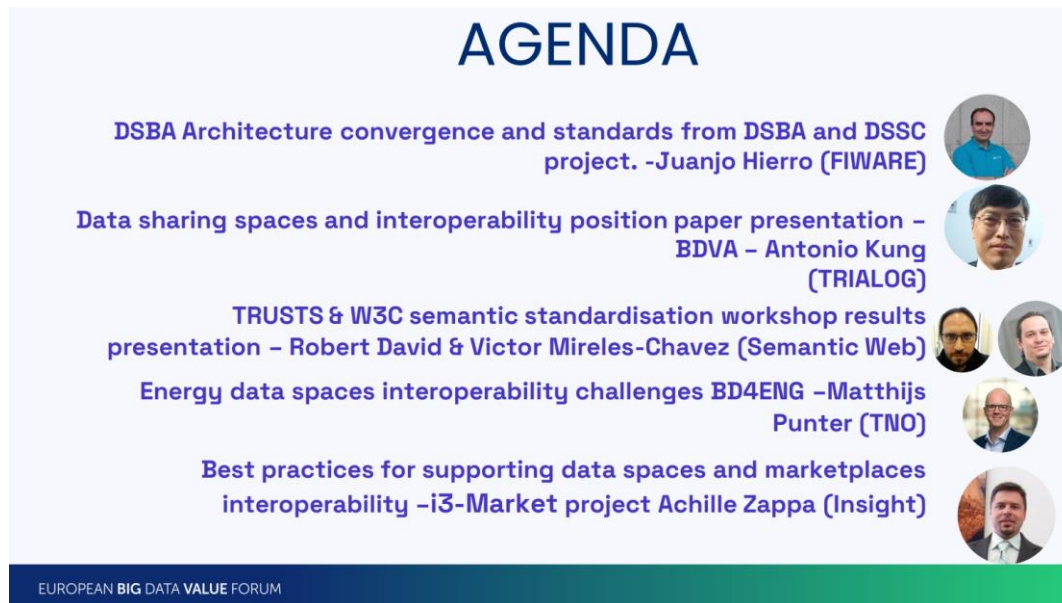 AGENDA
DSBA Architecture convergence and standards from DSBA and DSSC
project. -Juanjo Hierro (FIWARE)
Data sharing spaces and interoperability position paper presentation –
BDVA – Antonio Kung
(TRIALOG)
TRUSTS & W3C semantic standardisation workshop results
presentation – Robert David & Victor Mireles-Chavez (Semantic Web)
Energy data spaces interoperability challenges BD4ENG –Matthijs
Punter (TNO)
Best practices for supporting data spaces and marketplaces
interoperability –i3-Market project Achille Zappa (Insight)
EUROPEAN BIG DATA VALUE FORUM